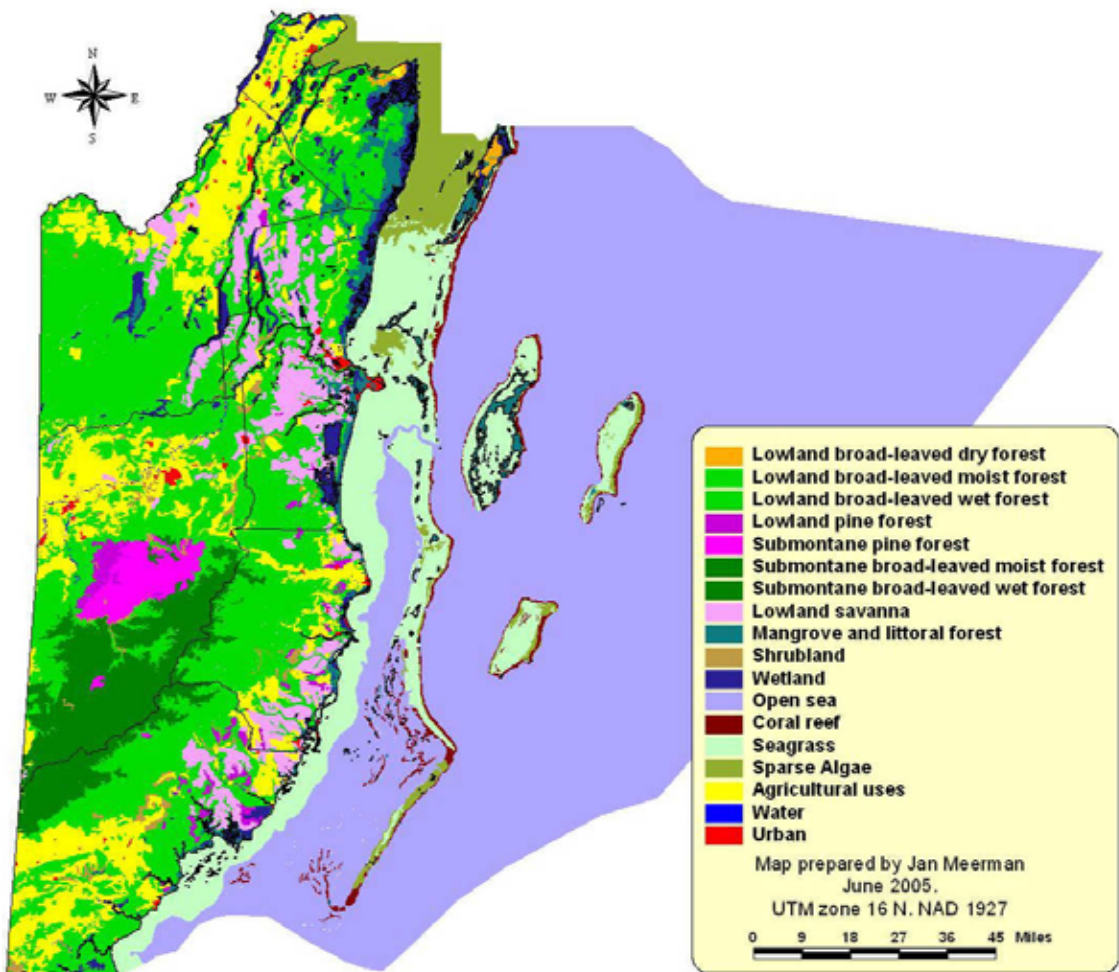 N
W E
S
Lowland broad-leaved dry forest
Lowland broad-leaved moist forest
Lowland broad-leaved wet forest
Lowland pine forest
Submontane pine forest
Submontane broad-leaved moist forest
Submontane broad-leaved wet forest
Lowland savanna
Mangrove and littoral forest
Shrubland
Wetland
Open sea
Coral reef
Seagrass
Sparse Algae
Agricultural uses
Water
Urban
Map prepared by Jan Meerman
June 2005.
UTM zone 16 N. NAD 1927
0 9 18 27 36 45 Miles